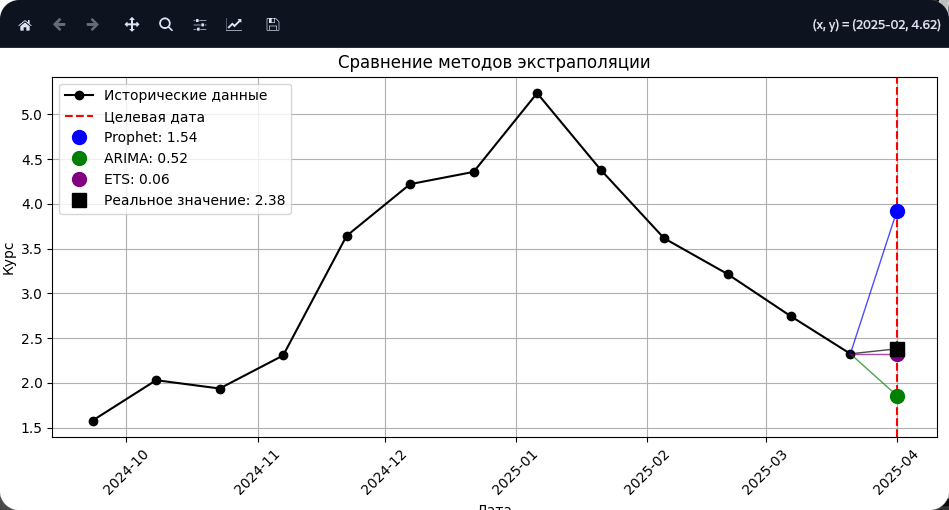 (x, y) = (2025-02, 4.62)
Сравнение методов экстраполяции
Исторические данные
Целевая дата
Prophet: 1.54
ARIMA: 0.52
ETS: 0.06
Реальное значение: 2.38
Курс
5.0
4.5
4.0
3.5
3.0
2.5
2.0
1.5
2024-10
2024-11
2024-12
2025-01
2025-02
2025-03
2025-04
Дата